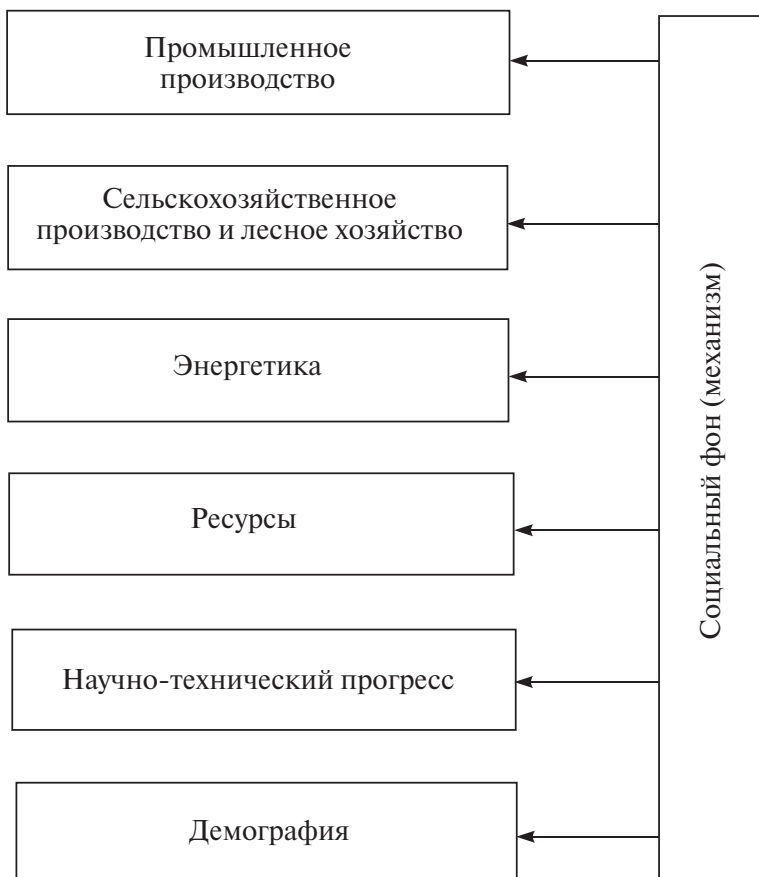 Промышленное
производство
Сельскохозяйственное
производство и лесное хозяйство
Энергетика
Ресурсы
Научно-технический прогресс
Демография
Социальный фон (механизм)